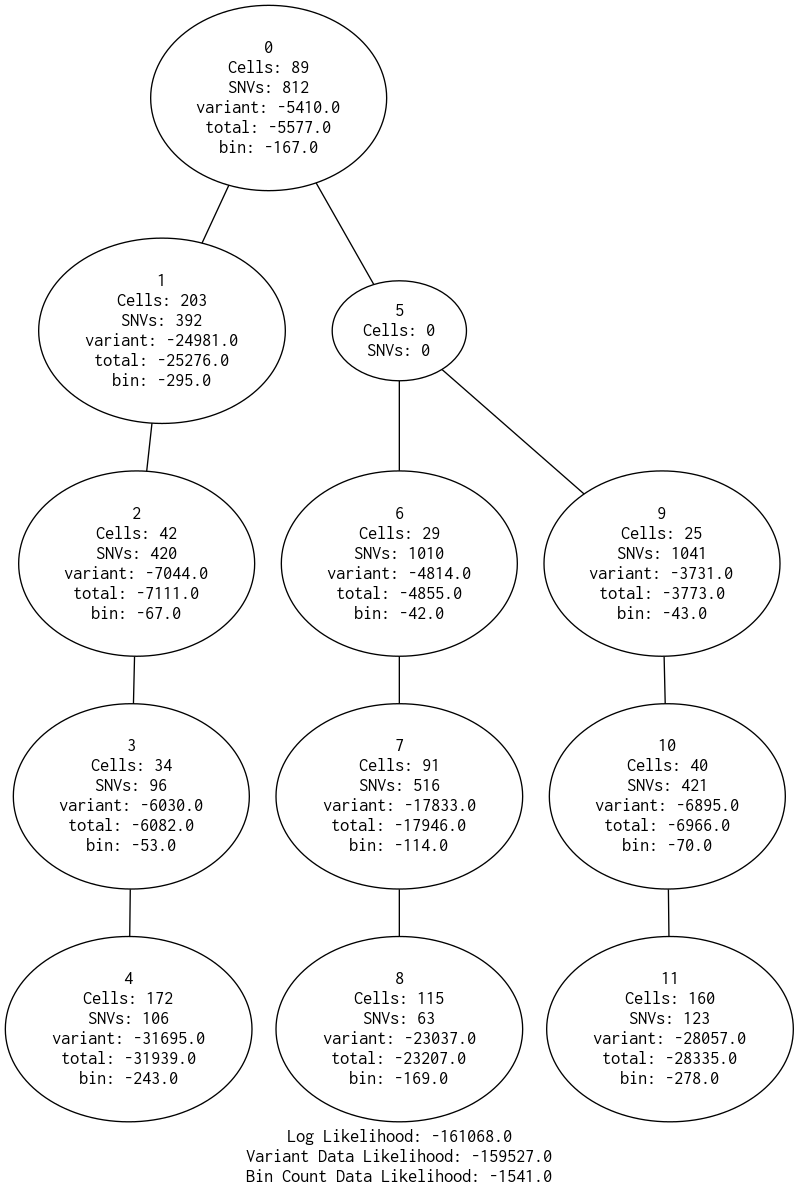 0
Cells: 89
SNVs: 812
variant: -5410.0
total: -5577.0
bin: -167.0
1
Cells: 203
SNVs: 392
variant: -24981.0
total: -25276.0
bin: -295.0
5
Cells: 0
SNVs: 0
2
Cells: 42
SNVs: 420
variant: -7044.0
total: -7111.0
bin: -67.0
6
Cells: 29
SNVs: 1010
variant: -4814.0
total: -4855.0
bin: -42.0
9
Cells: 25
SNVs: 1041
variant: -3731.0
total: -3773.0
bin: -43.0
3
Cells: 34
SNVs: 96
variant: -6030.0
total: -6082.0
bin: -53.0
7
Cells: 91
SNVs: 516
variant: -17833.0
total: -17946.0
bin: -114.0
10
Cells: 40
SNVs: 421
variant: -6895.0
total: -6966.0
bin: -70.0
4
Cells: 172
SNVs: 106
variant: -31695.0
total: -31939.0
bin: -243.0
8
Cells: 115
SNVs: 63
variant: -23037.0
total: -23207.0
bin: -169.0
11
Cells: 160
SNVs: 123
variant: -28057.0
total: -28335.0
bin: -278.0
Log Likelihood: -161068.0
Variant Data Likelihood: -159527.0
Bin Count Data Likelihood: -1541.0